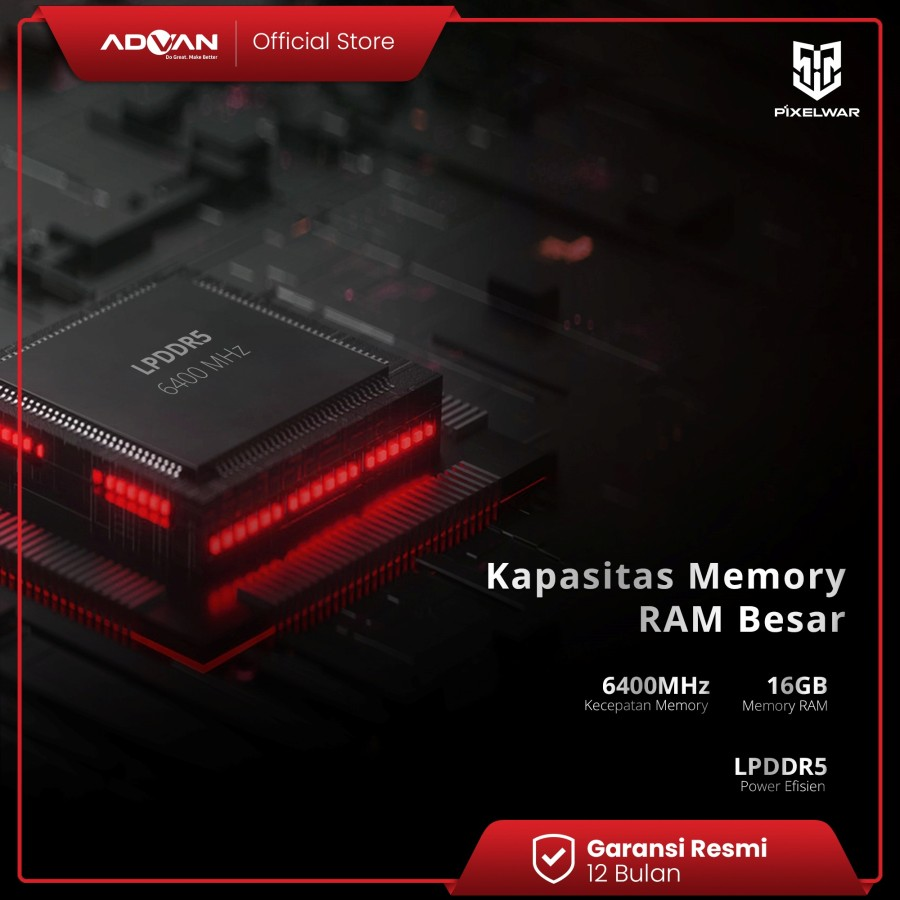 ADVAN
Do Great. Make Better
Official Store
PIXELWAR
LPDDR5
6400 MHz
Kapasitas Memory
RAM Besar
6400MHz
Kecepatan Memory
16GB
Memory RAM
LPDDR5
Power Efisien
Garansi Resmi
12 Bulan